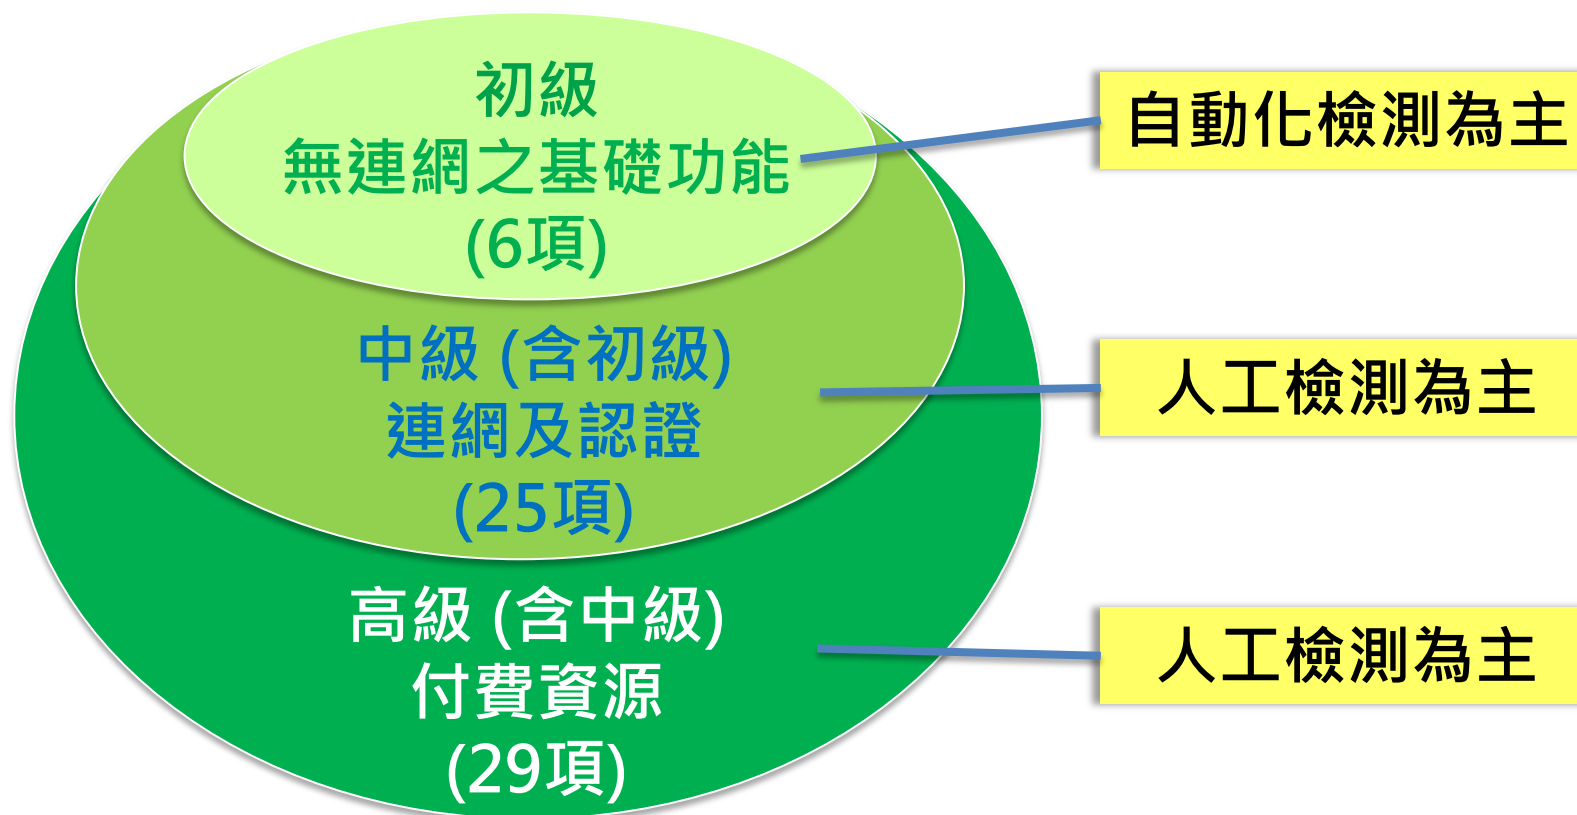 初級
無連網之基礎功能
(6項)
自動化檢測為主
中級 (含初級)
連網及認證
(25項)
人工檢測為主
高級 (含中級)
付費資源
(29項)
人工檢測為主